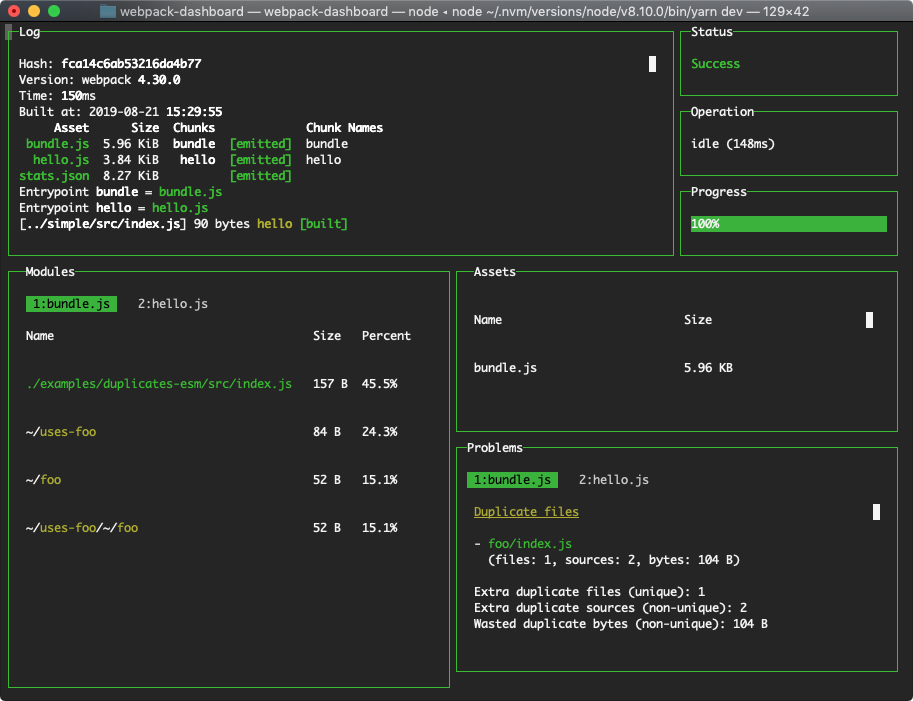 webpack-dashboard — webpack-dashboard — node ◂ node ~/.nvm/versions/node/v8.10.0/bin/yarn dev — 129×42
Log
Hash: fca14c6ab53216da4b77
Version: webpack 4.30.0
Time: 150ms
Built at: 2019-08-21 15:29:55
Asset Size Chunks Chunk Names
bundle.js 5.96 KiB bundle [emitted] bundle
hello.js 3.84 KiB hello [emitted] hello
stats.json 8.27 KiB [emitted]
Entrypoint bundle = bundle.js
Entrypoint hello = hello.js
[../simple/src/index.js] 90 bytes hello [built]
Status
Success
Operation
idle (148ms)
Progress
100%
Modules
1:bundle.js 2:hello.js
Name Size Percent
./examples/duplicates-esm/src/index.js 157 B 45.5%
~/uses-foo 84 B 24.3%
~/foo 52 B 15.1%
~/uses-foo/~/foo 52 B 15.1%
Assets
Name Size
bundle.js 5.96 KB
Problems
1:bundle.js 2:hello.js
Duplicate files
- foo/index.js
(files: 1, sources: 2, bytes: 104 B)
Extra duplicate files (unique): 1
Extra duplicate sources (non-unique): 2
Wasted duplicate bytes (non-unique): 104 B